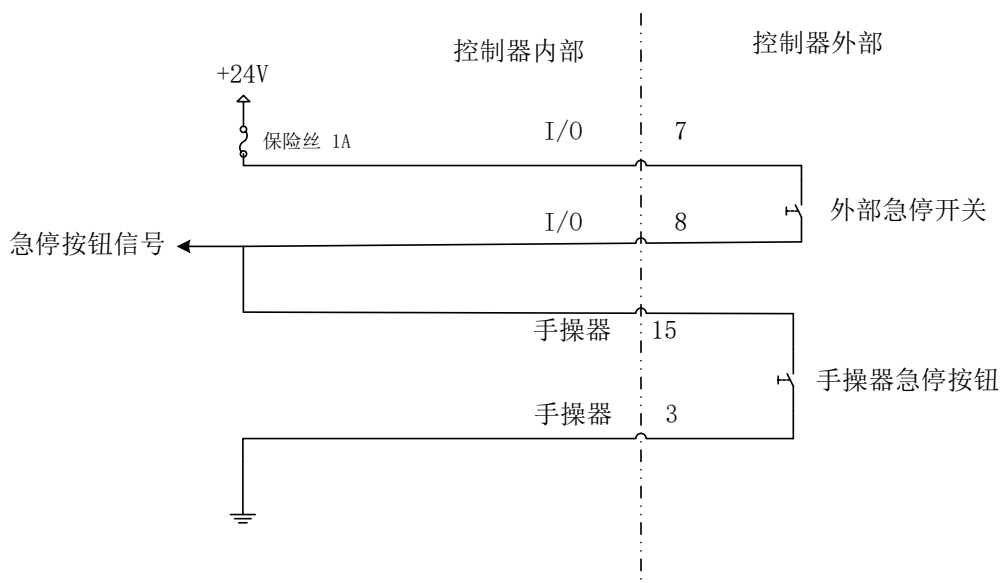 控制器内部
控制器外部
+24V
保险丝 1A
I/O 7
外部急停开关
I/O 8
急停按钮信号
手操器 15
手操器急停按钮
手操器 3